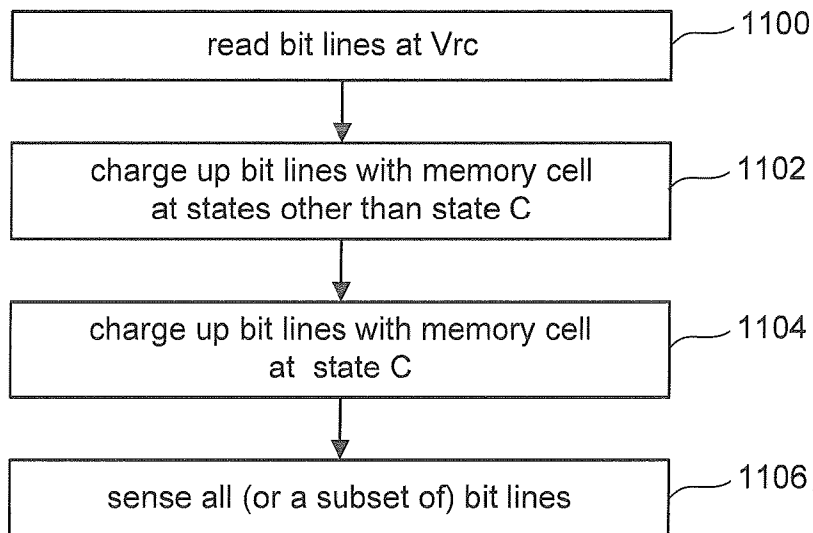 read bit lines at Vrc
1100
charge up bit lines with memory cell
at states other than state C
1102
charge up bit lines with memory cell
at state C
1104
sense all (or a subset of) bit lines
1106